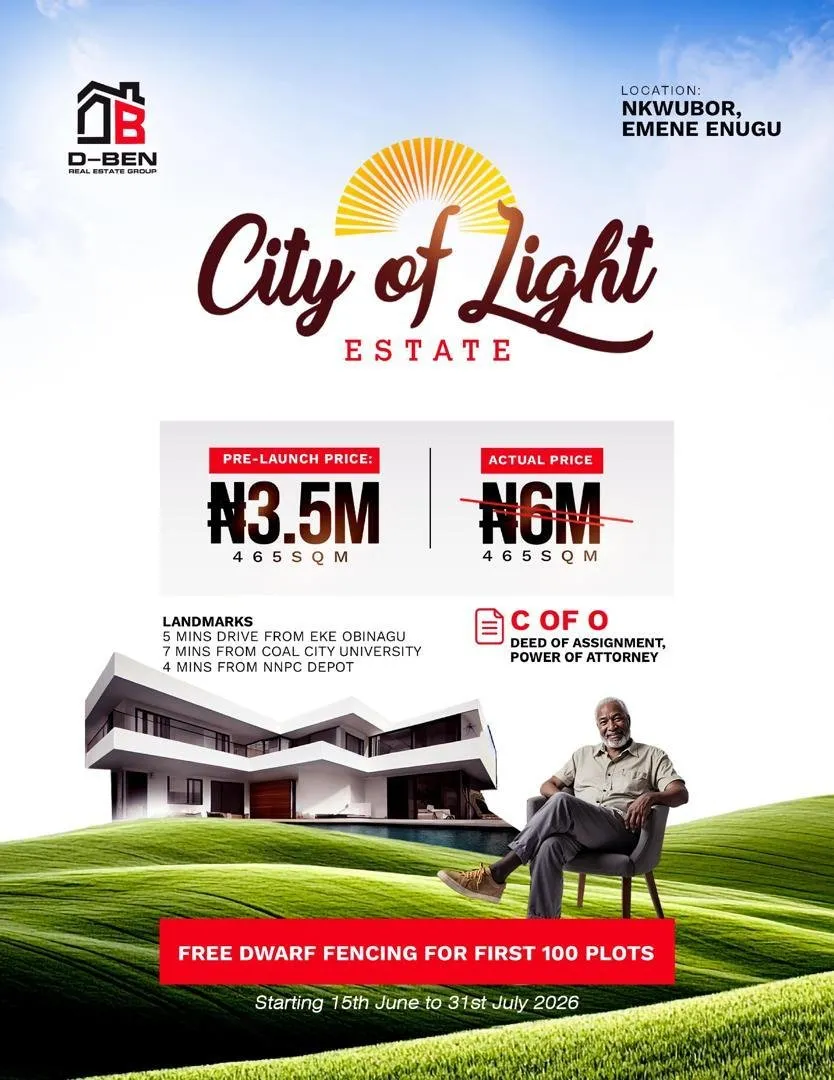 D-BEN
REAL ESTATE GROUP
LOCATION:
NKWUBOR,
EMENE ENUGU
City of Light
ESTATE
PRE-LAUNCH PRICE:
₦3.5M
465SQM
ACTUAL PRICE
₦6M
465SQM
LANDMARKS
5 MINS DRIVE FROM EKE OBINAGU
7 MINS FROM COAL CITY UNIVERSITY
4 MINS FROM NNPC DEPOT
C OF O
DEED OF ASSIGNMENT,
POWER OF ATTORNEY
FREE DWARF FENCING FOR FIRST 100 PLOTS
Starting 15th June to 31st July 2026